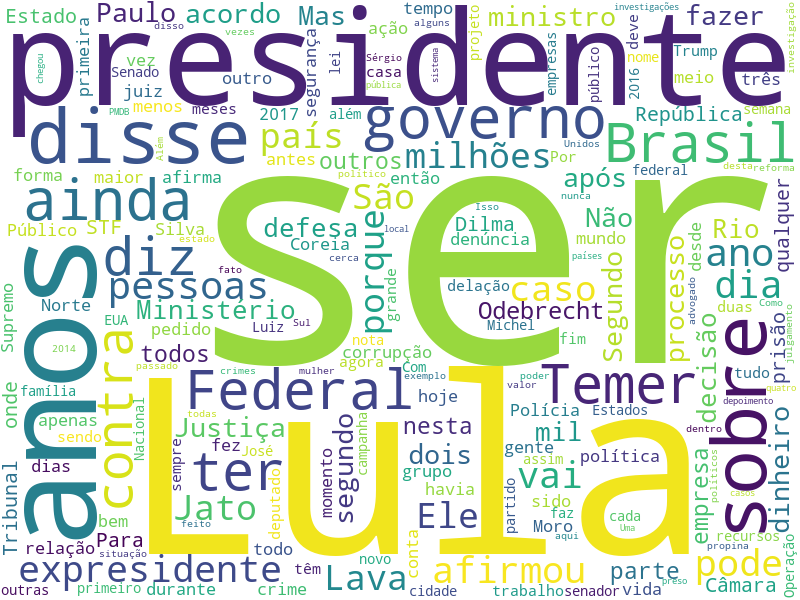 presidente
ser
Lula
anos
disse
governo
Brasil
sobre
ainda
diz
Federal
Temer
ter
contra
pessoas
porque
país
milhões
São
caso
ano
dia
Ele
vai
pode
afirmou
expresidente
Lava
Jato
Justiça
Ministério
defesa
Odebrecht
Segundo
processo
decisão
empresa
dinheiro
qualquer
Rio
Não
após
República
outros
Estado
Paulo
acordo
Mas
tempo
ministro
fazer
investigações
disso
vezes
alguns
ação
projeto
nome
Trump
investigação
primeira
vez
Senado
juiz
outro
segurança
lei
Sérgio
casa
sistema
empresas
público
2016
deve
meio
três
chegou
PMDB
menos
meses
2017
além
pública
semana
Além
forma
maior
afirma
antes
político
então
Por
Unidos
federal
desta
reforma
Isso
nunca
Público
STF
Silva
estado
Coreia
local
Dilma
denúncia
mundo
desde
Supremo
Norte
fato
cerca
grande
delação
países
advogado
duas
Como
julgamento
EUA
pedido
Luiz
Sul
nota
Michel
fim
prisão
2014
todos
corrupção
agora
Com
tudo
onde
família
passado
crimes
mulher
exemplo
poder
valor
quatro
apenas
sendo
Nacional
todas
hoje
Polícia
Estados
depoimento
dentro
José
fez
campanha
nesta
dois
mil
gente
política
políticos
Tribunal
dias
sempre
momento
segundo
grupo
assim
casos
bem
deputado
havia
partido
sido
faz
Moro
cada
Uma
recursos
relação
Para
feito
todo
novo
conta
aqui
propina
Operação
situação
têm
parte
preso
Câmara
outras
primeiro
durante
crime
cidade
trabalho
senador
vida